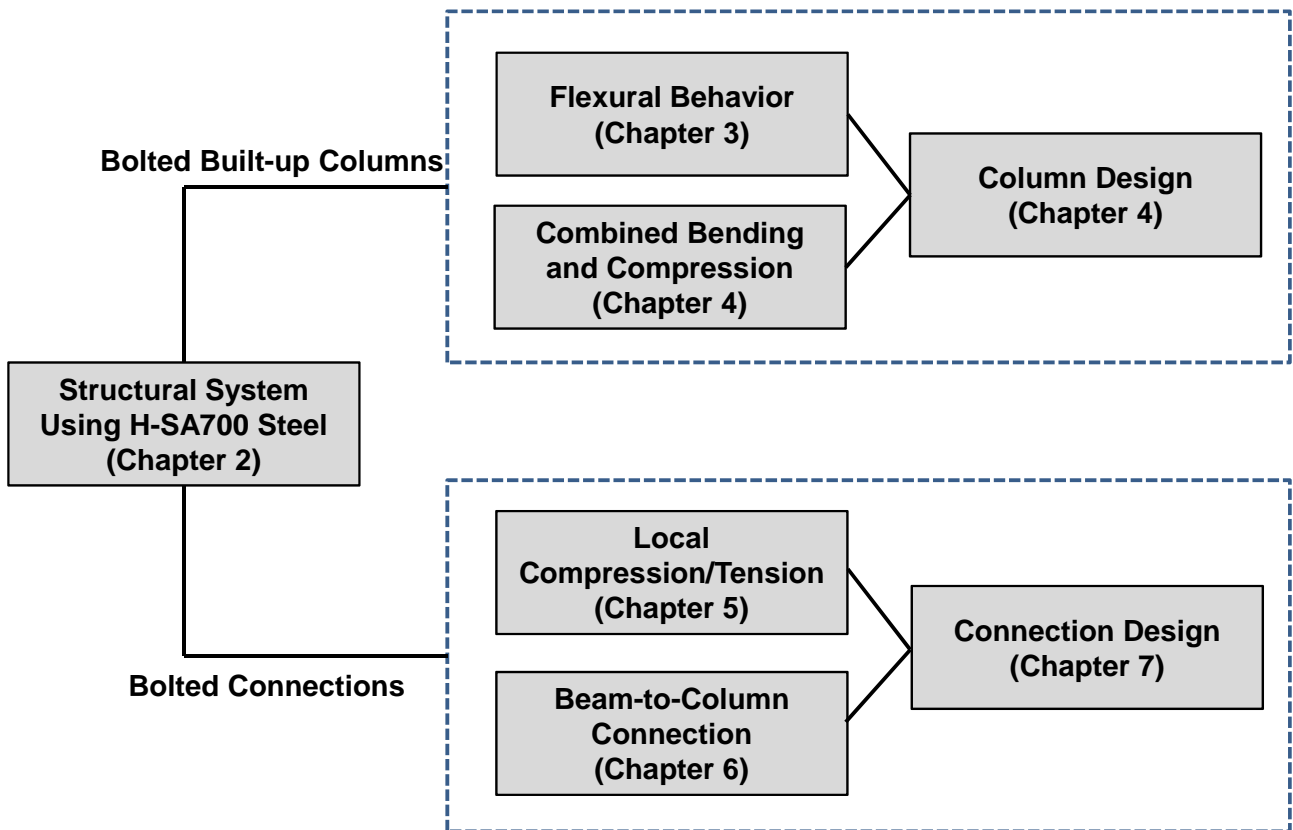 Bolted Built-up Columns
Flexural Behavior
(Chapter 3)
Combined Bending
and Compression
(Chapter 4)
Column Design
(Chapter 4)
Structural System
Using H-SA700 Steel
(Chapter 2)
Bolted Connections
Local
Compression/Tension
(Chapter 5)
Beam-to-Column
Connection
(Chapter 6)
Connection Design
(Chapter 7)